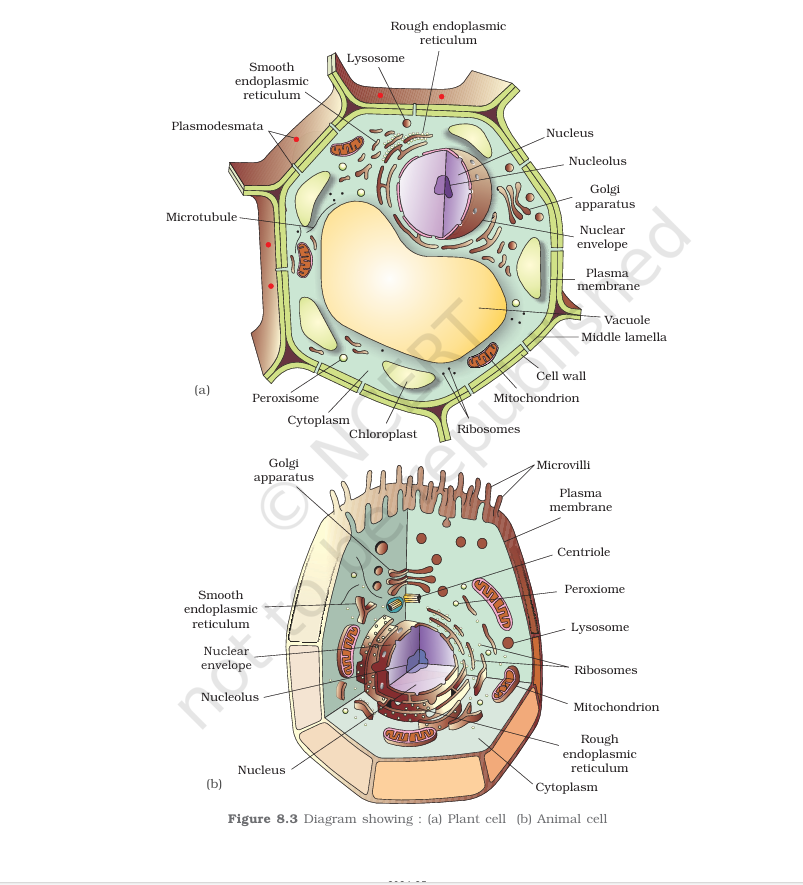 Rough endoplasmic
reticulum
Lysosome
Smooth
endoplasmic
reticulum
Plasmodesmata
Nucleus
Nucleolus
Golgi
apparatus
Microtubule
Nuclear
envelope
Plasma
membrane
Vacuole
Middle lamella
Cell wall
(a)
Peroxisome
Mitochondrion
Cytoplasm
Chloroplast
Ribosomes
© NCERT
not to be republished
Golgi
apparatus
Microvilli
Plasma
membrane
Centriole
Smooth
endoplasmic
reticulum
Peroxiome
Lysosome
Nuclear
envelope
Ribosomes
Nucleolus
Mitochondrion
Rough
endoplasmic
reticulum
Nucleus
(b)
Cytoplasm
Figure 8.3 Diagram showing : (a) Plant cell (b) Animal cell